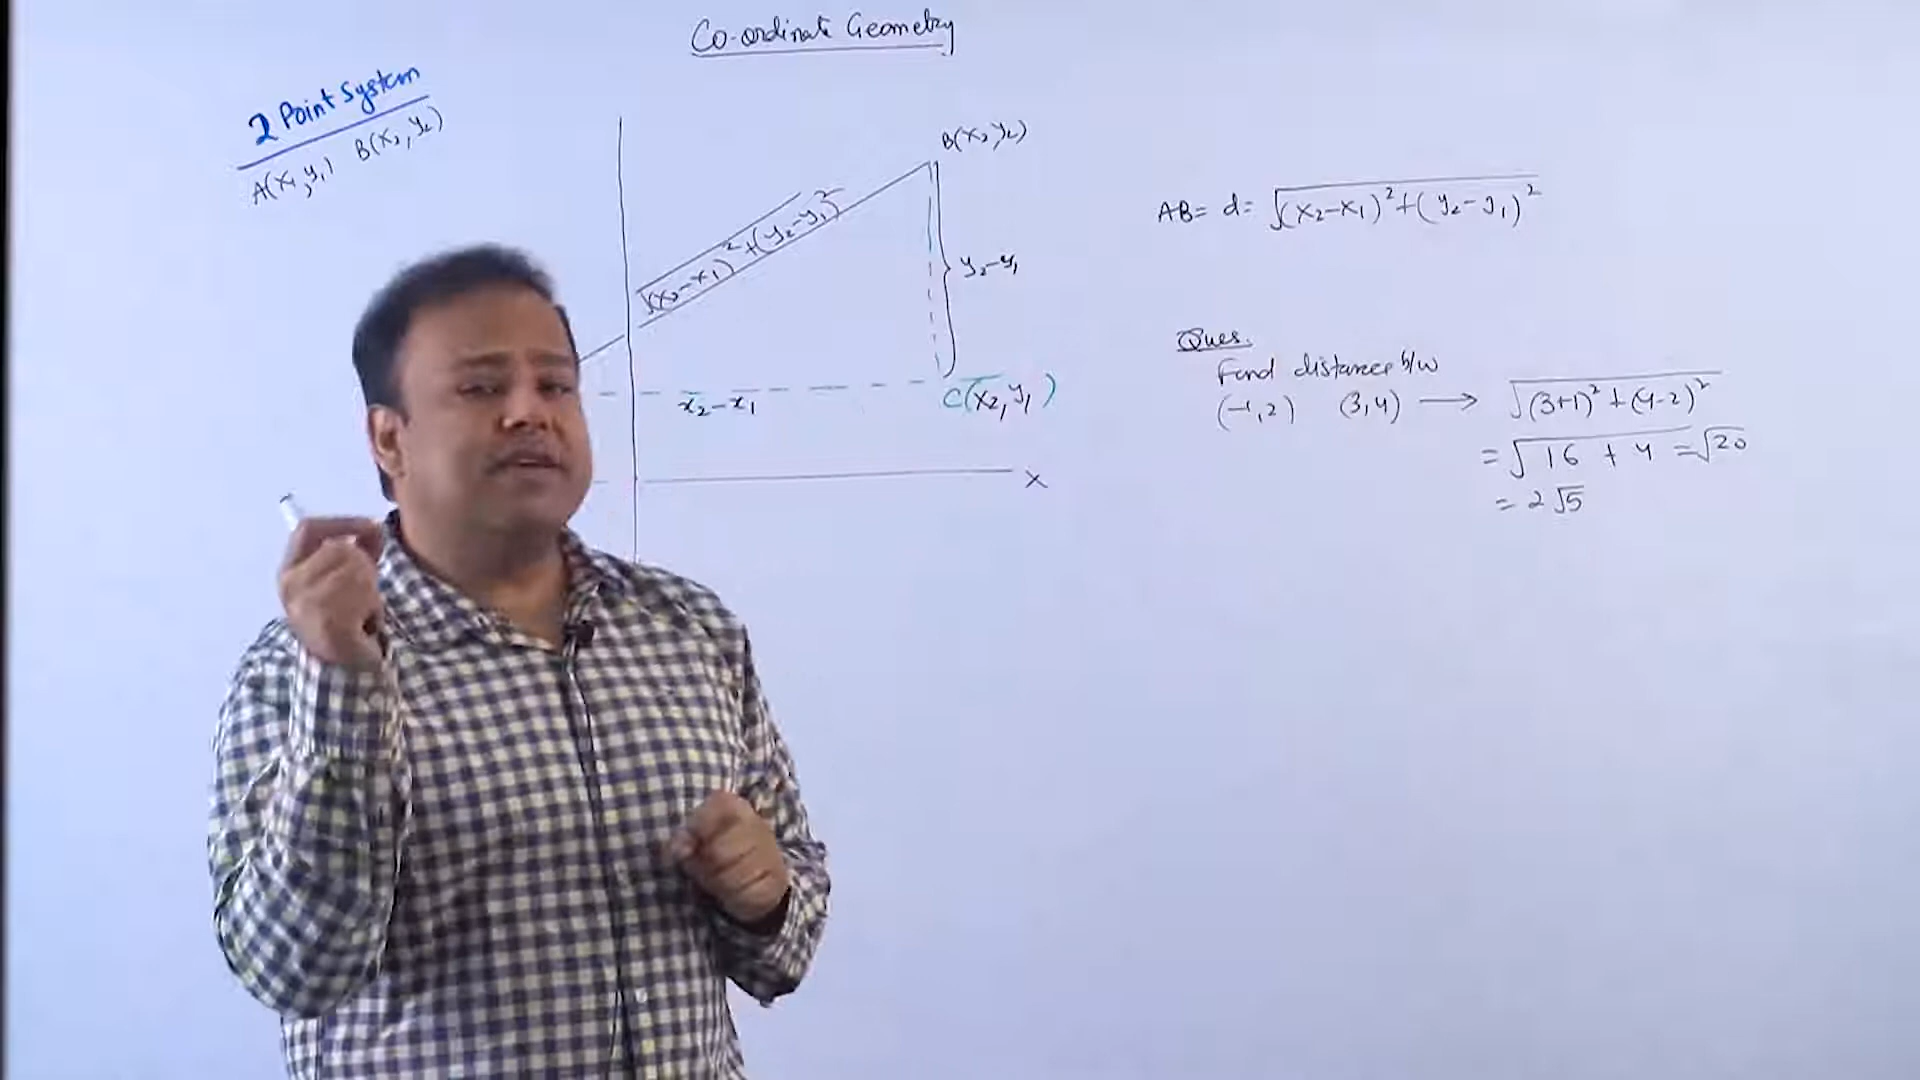 Co-ordinate Geometry
2 Point System
A(x₁, y₁) B(x₂, y₂)
B(x₂, y₂)
√(x₂-x₁)²+(y₂-y₁)²
y₂-y₁
x₂-x₁
C(x₂, y₁)
X
AB= d= √(x₂-x₁)²+(y₂-y₁)²
Ques.
Find distance b/w
(-1,2) (3,4) → √(3+1)²+(4-2)²
= √16 + 4 = √20
= 2√5